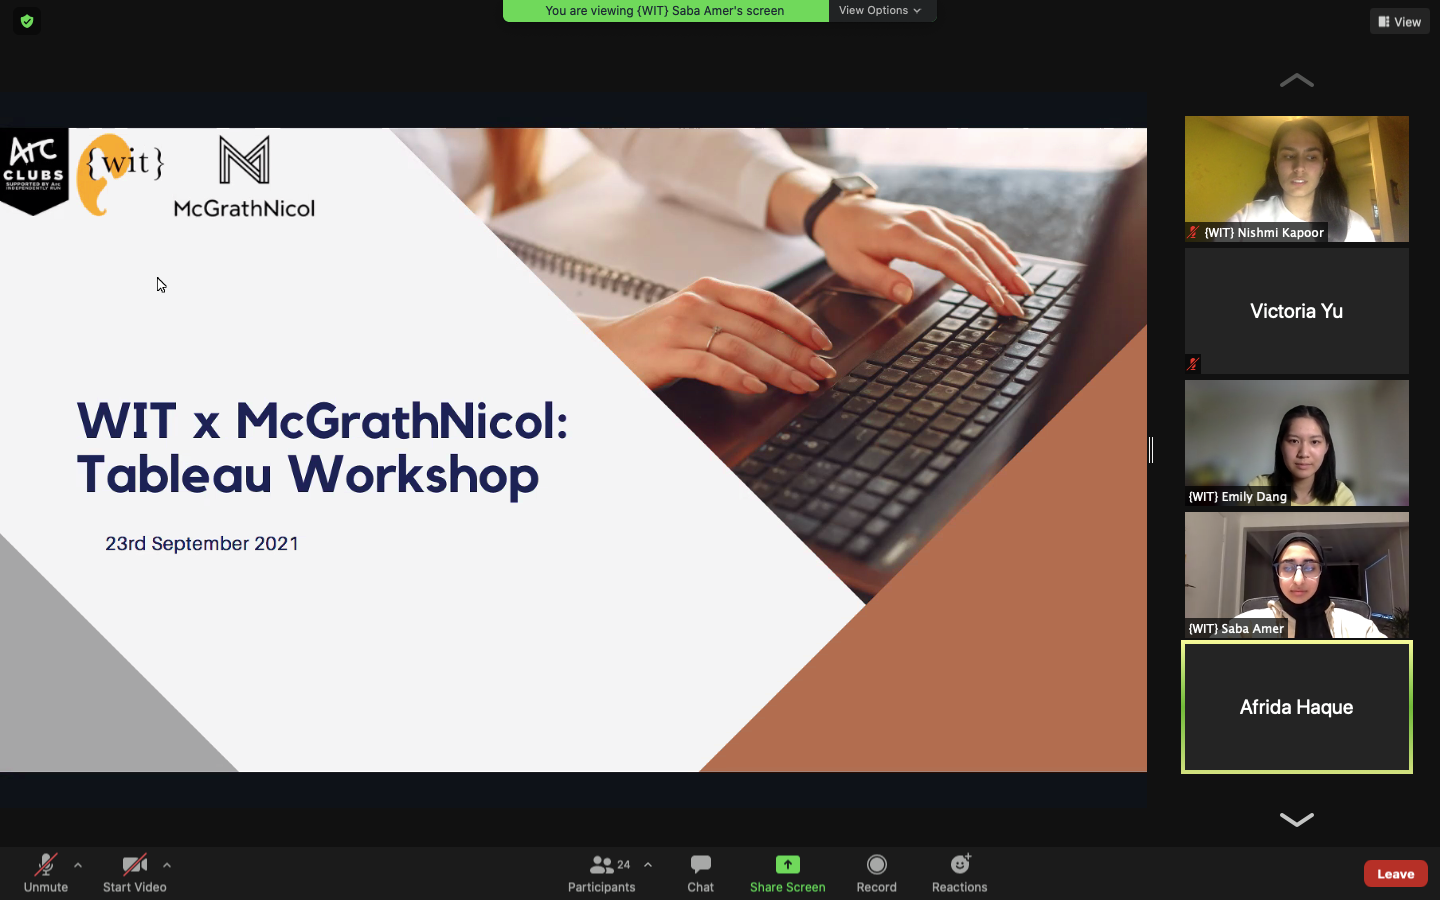 You are viewing {WIT} Saba Amer's screen
View Options
View
Arc
CLUBS
SUPPORTED BY Arc
INDEPENDENTLY RUN
{wit}
McGrathNicol
WIT x McGrathNicol:
Tableau Workshop
23rd September 2021
{WIT} Nishmi Kapoor
Victoria Yu
{WIT} Emily Dang
{WIT} Saba Amer
Afrida Haque
Unmute
Start Video
24
Participants
Chat
Share Screen
Record
Reactions
Leave